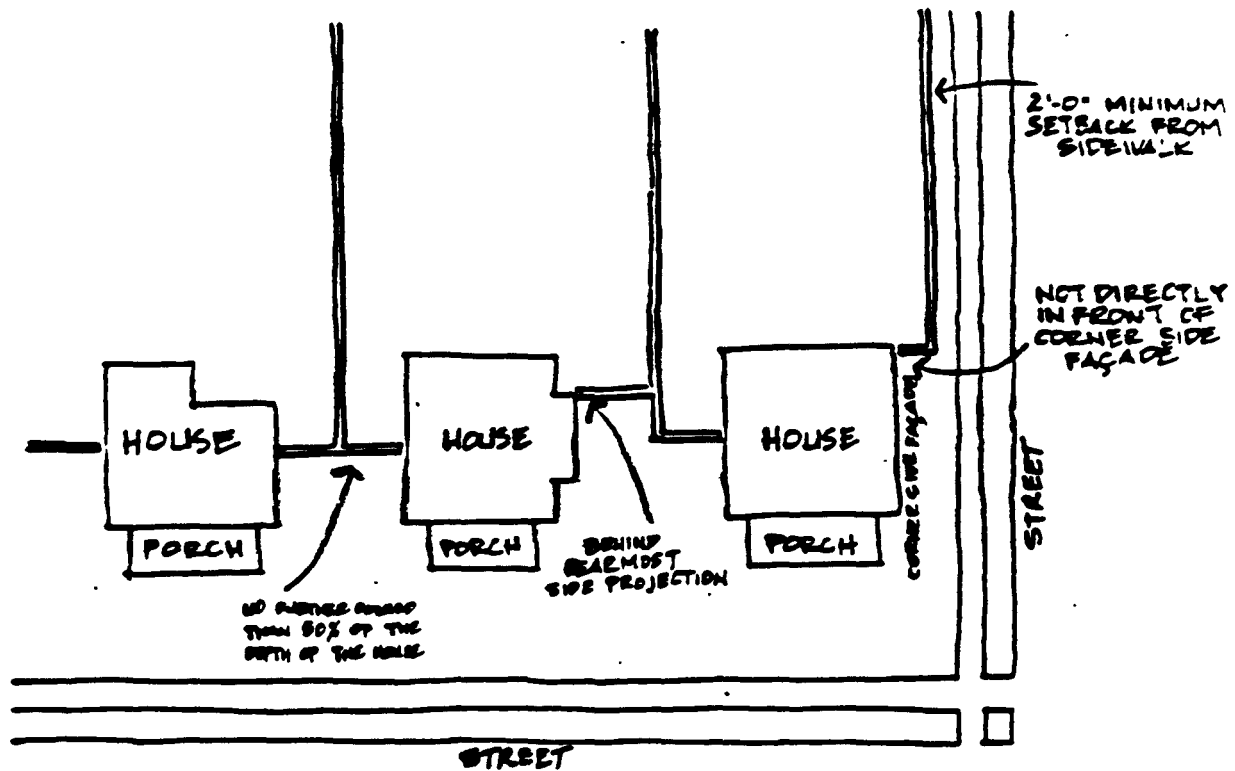 2'-0" MINIMUM
SETBACK FROM
SIDEWALK
NOT DIRECTLY
IN FRONT OF
CORNER SIDE
FAÇADE
HOUSE
HOUSE
HOUSE
CORNER SIDE FAÇADE
STREET
PORCH
PORCH
PORCH
BEHIND
REARMOST
SIDE PROJECTION
NO FURTHER FORWARD
THAN 50% OF THE
DEPTH OF THE HOUSE
STREET